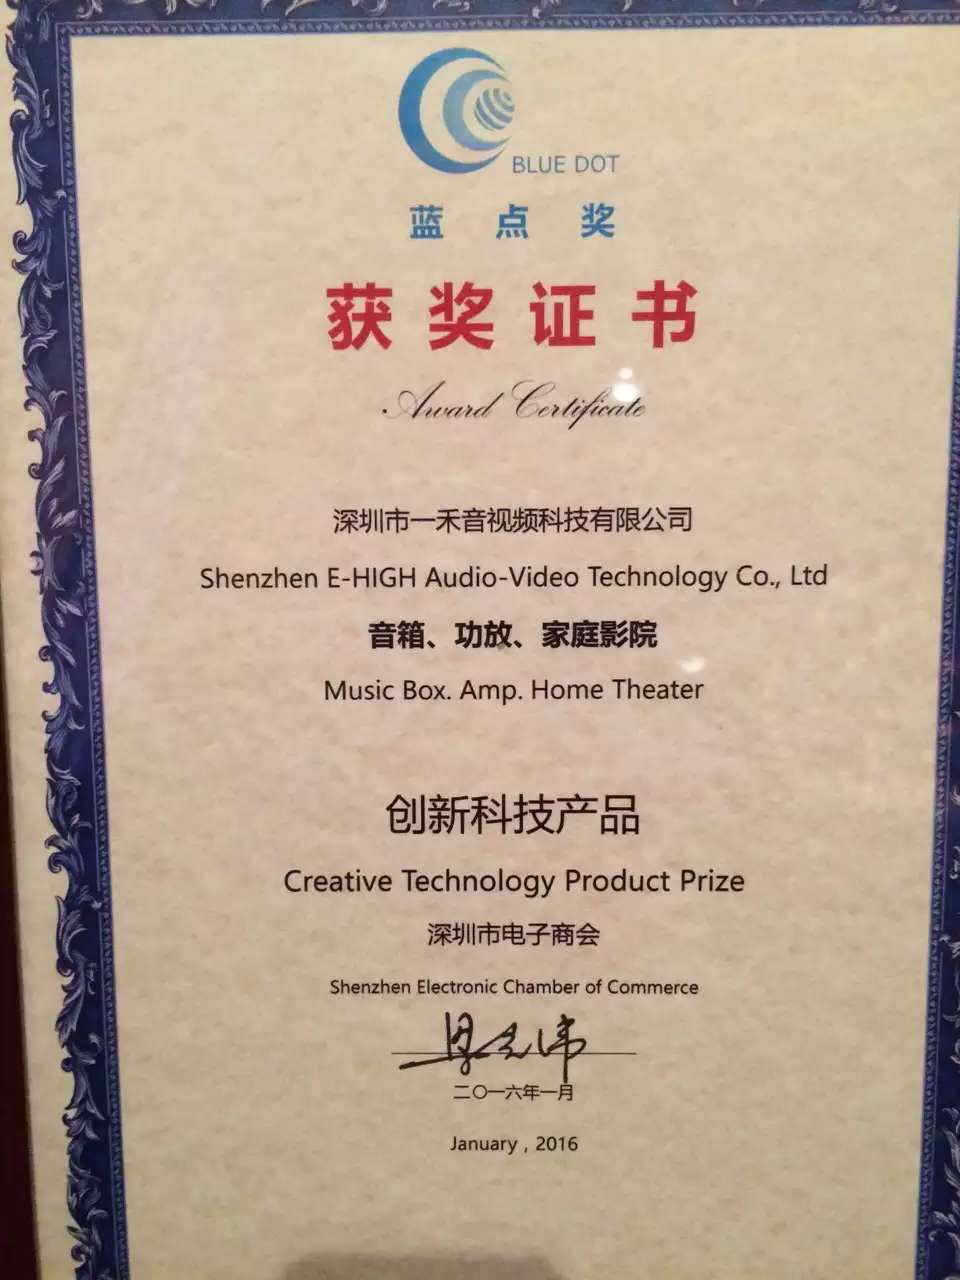 BLUE DOT
蓝点奖
获奖证书
Award Certificate
深圳市一禾音视频科技有限公司
Shenzhen E-HIGH Audio-Video Technology Co., Ltd
音箱、功放、家庭影院
Music Box. Amp. Home Theater
创新科技产品
Creative Technology Product Prize
深圳市电子商会
Shenzhen Electronic Chamber of Commerce
二〇一六年一月
January , 2016